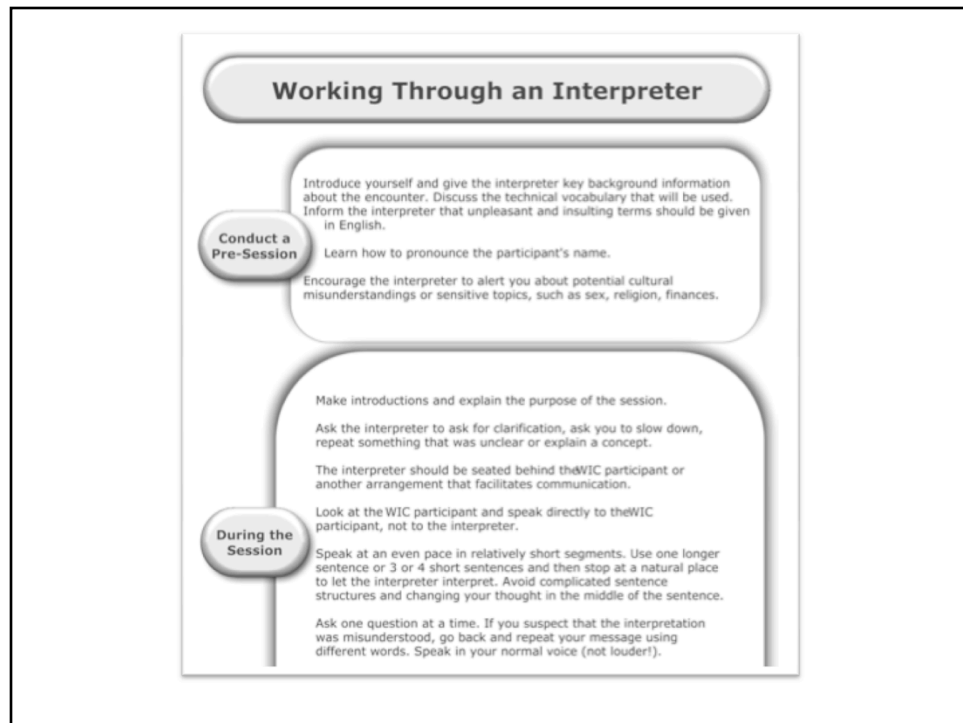 Working Through an Interpreter
Conduct a
Pre-Session
Introduce yourself and give the interpreter key background information
about the encounter. Discuss the technical vocabulary that will be used.
Inform the interpreter that unpleasant and insulting terms should be given
in English.
Learn how to pronounce the participant's name.
Encourage the interpreter to alert you about potential cultural
misunderstandings or sensitive topics, such as sex, religion, finances.
During the
Session
Make introductions and explain the purpose of the session.
Ask the interpreter to ask for clarification, ask you to slow down,
repeat something that was unclear or explain a concept.
The interpreter should be seated behind theWIC participant or
another arrangement that facilitates communication.
Look at the WIC participant and speak directly to theWIC
participant, not to the interpreter.
Speak at an even pace in relatively short segments. Use one longer
sentence or 3 or 4 short sentences and then stop at a natural place
to let the interpreter interpret. Avoid complicated sentence
structures and changing your thought in the middle of the sentence.
Ask one question at a time. If you suspect that the interpretation
was misunderstood, go back and repeat your message using
different words. Speak in your normal voice (not louder!).